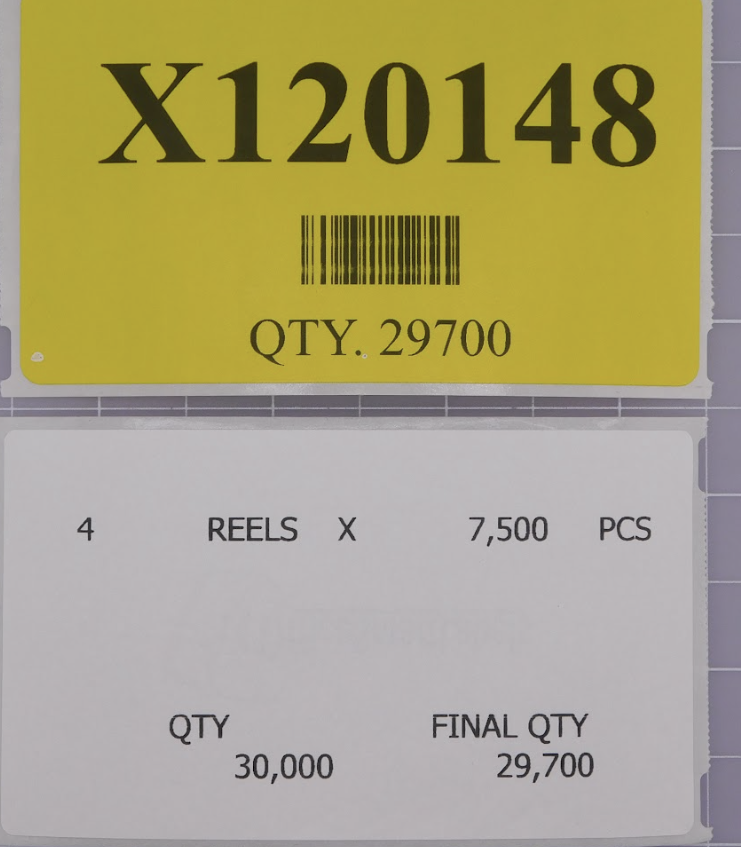 X120148
QTY. 29700
4 REELS X 7,500 PCS
QTY FINAL QTY
30,000 29,700